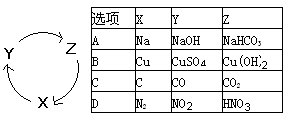 Y
Z
X
选项 X Y Z
A Na NaOH NaHCO₃
B Cu CuSO₄ Cu(OH)₂
C C CO CO₂
D N₂ NO₂ HNO₃